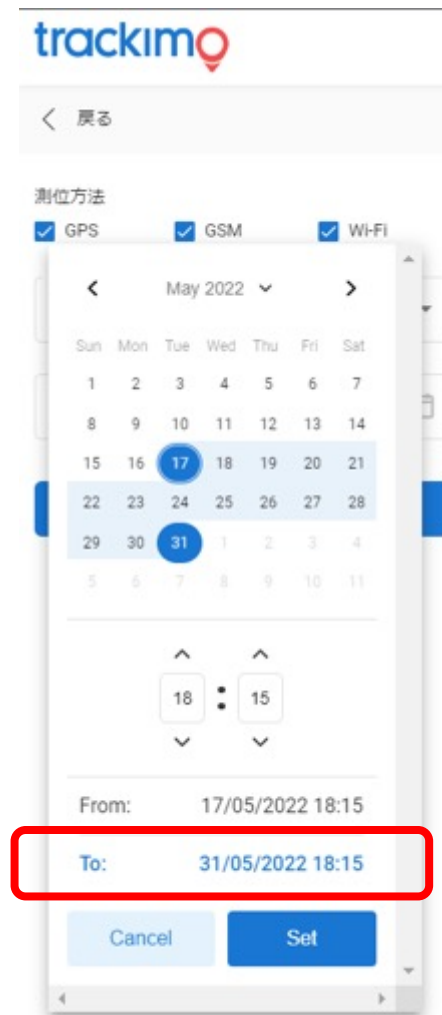 trackimo
戻る
測位方法
GPS GSM Wi-Fi
May 2022
Sun Mon Tue Wed Thu Fri Sat
1 2 3 4 5 6 7
8 9 10 11 12 13 14
15 16 17 18 19 20 21
22 23 24 25 26 27 28
29 30 31 1 2 3 4
5 6 7 8 9 10 11
18 : 15
From: 17/05/2022 18:15
To: 31/05/2022 18:15
Cancel Set